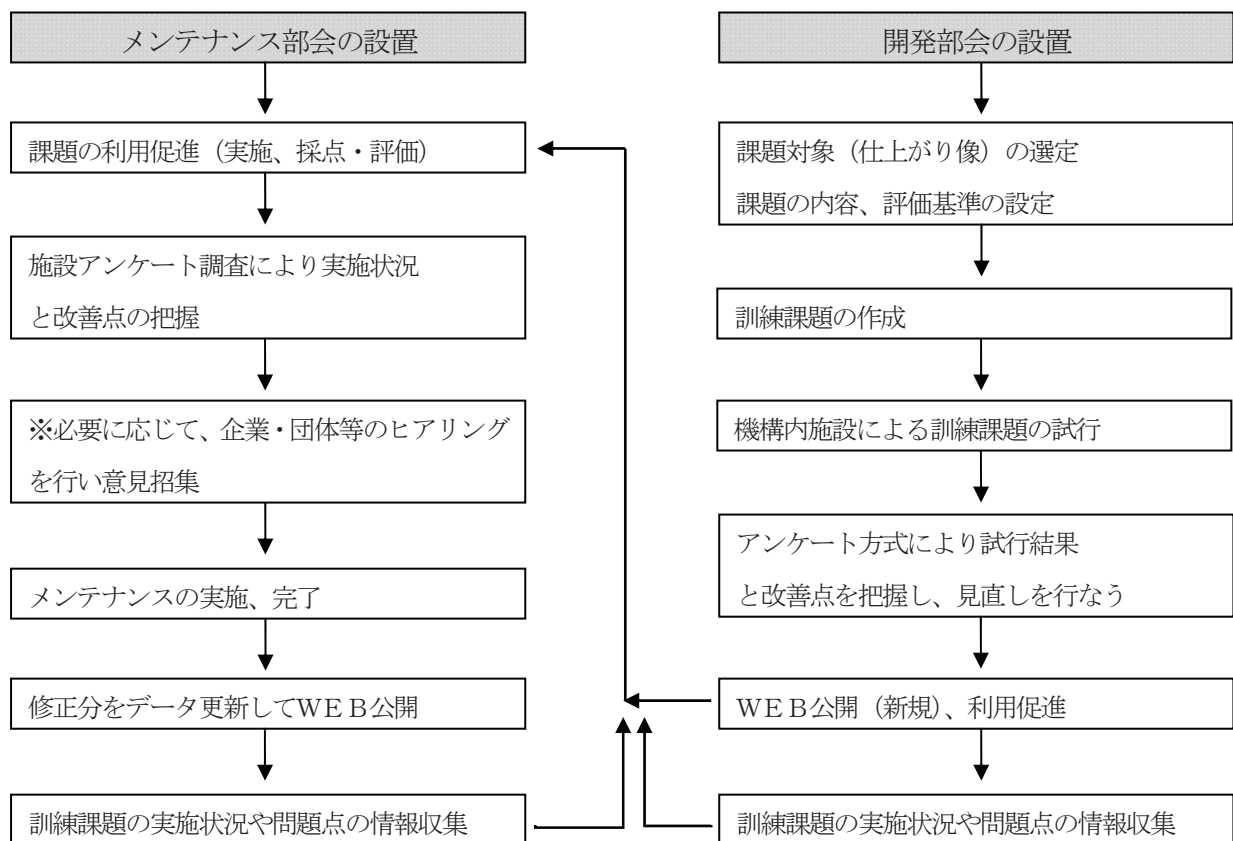 メンテナンス部会の設置
課題の利用促進（実施、採点・評価）
施設アンケート調査により実施状況
と改善点の把握
※必要に応じて、企業・団体等のヒアリング
を行い意見招集
メンテナンスの実施、完了
修正分をデータ更新してＷＥＢ公開
訓練課題の実施状況や問題点の情報収集
開発部会の設置
課題対象（仕上がり像）の選定
課題の内容、評価基準の設定
訓練課題の作成
機構内施設による訓練課題の試行
アンケート方式により試行結果
と改善点を把握し、見直しを行なう
ＷＥＢ公開（新規）、利用促進
訓練課題の実施状況や問題点の情報収集